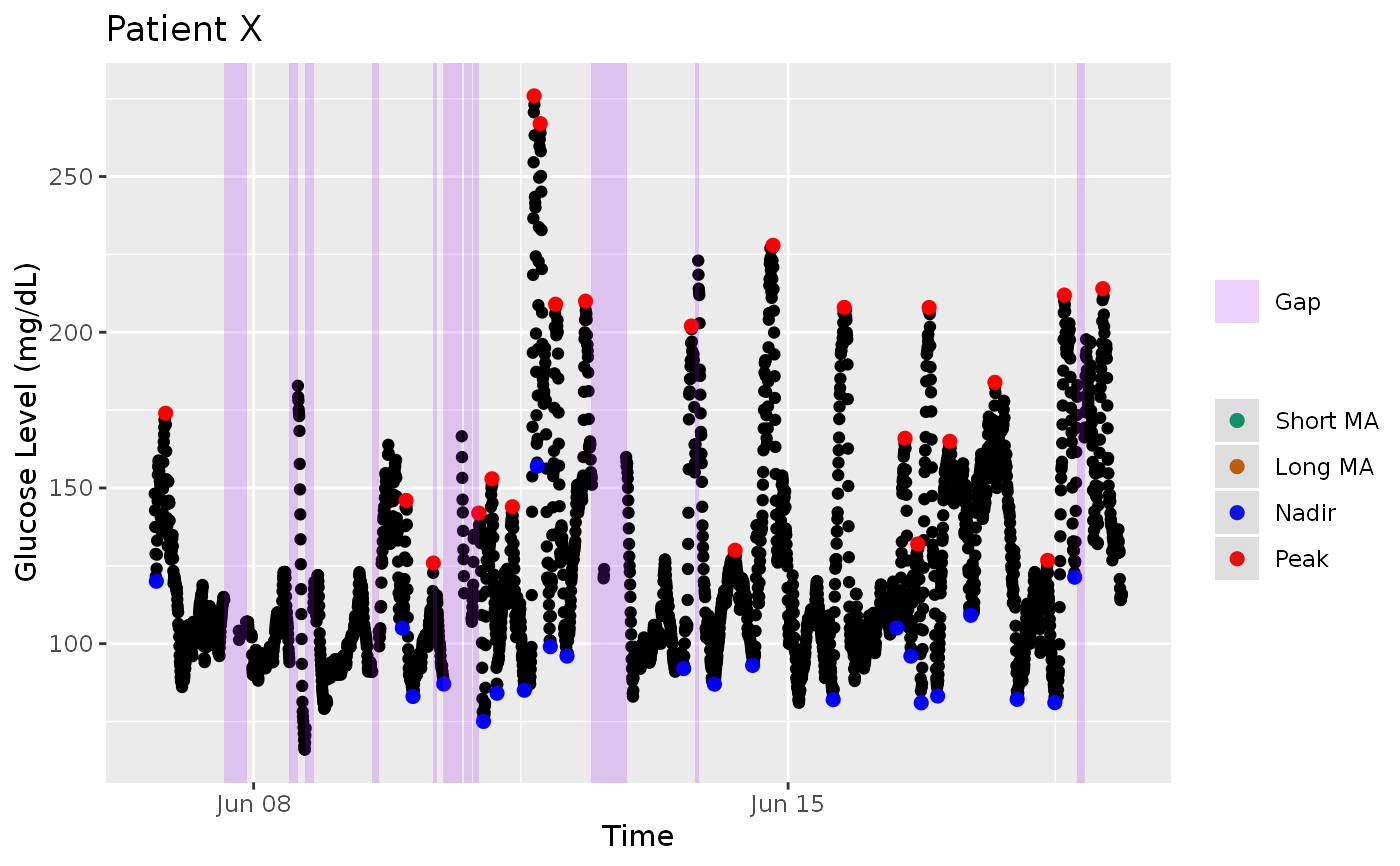 Patient X
Glucose Level (mg/dL)
250
200
150
100
Jun 08
Jun 15
Time
Gap
Short MA
Long MA
Nadir
Peak